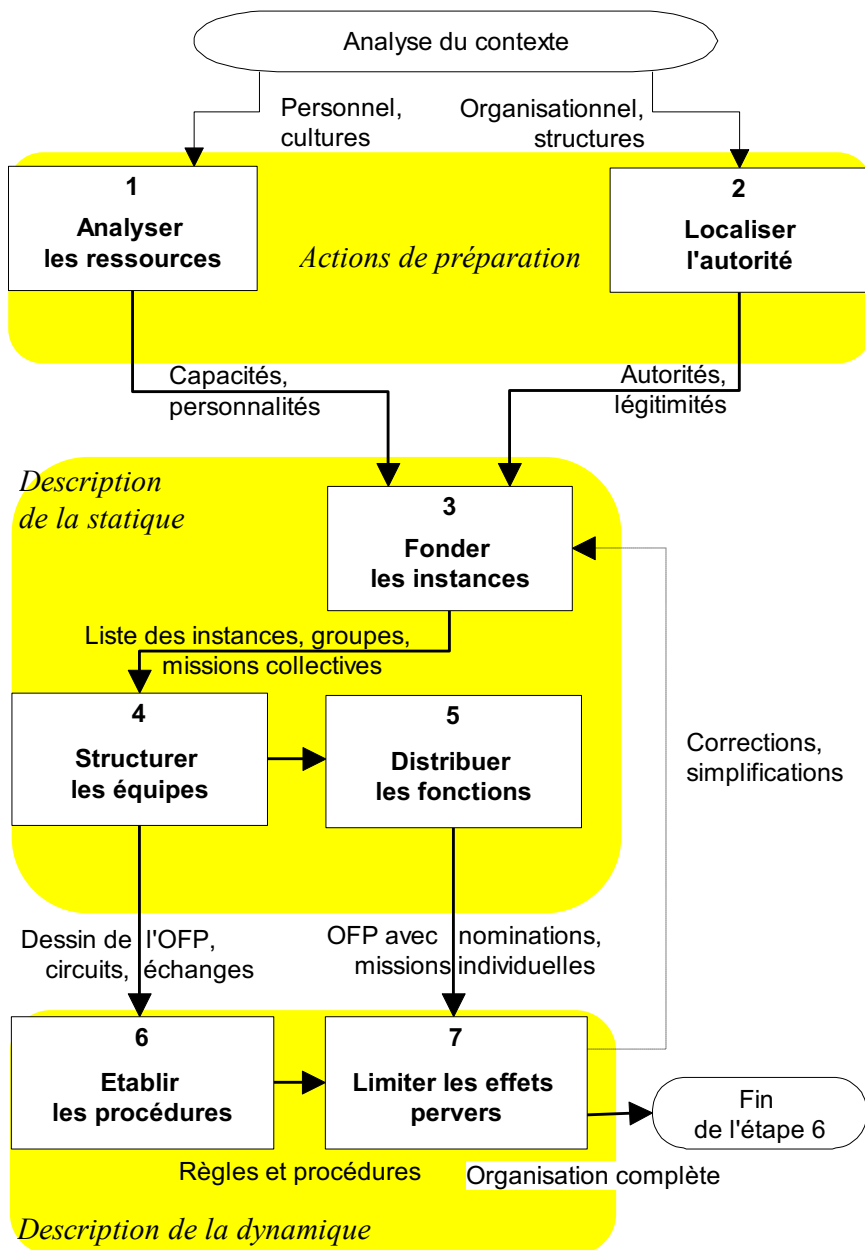 Analyse du contexte
Personnel,
cultures
Organisationnel,
structures
1
Analyser
les ressources
2
Localiser
l'autorité
Actions de préparation
Capacités,
personnalités
Autorités,
légitimités
Description
de la statique
3
Fonder
les instances
Liste des instances, groupes,
missions collectives
4
Structurer
les équipes
5
Distribuer
les fonctions
Corrections,
simplifications
Dessin de l'OFP,
circuits, échanges
OFP avec nominations,
missions individuelles
6
Etablir
les procédures
7
Limiter les effets
pervers
Fin
de l'étape 6
Règles et procédures
Organisation complète
Description de la dynamique